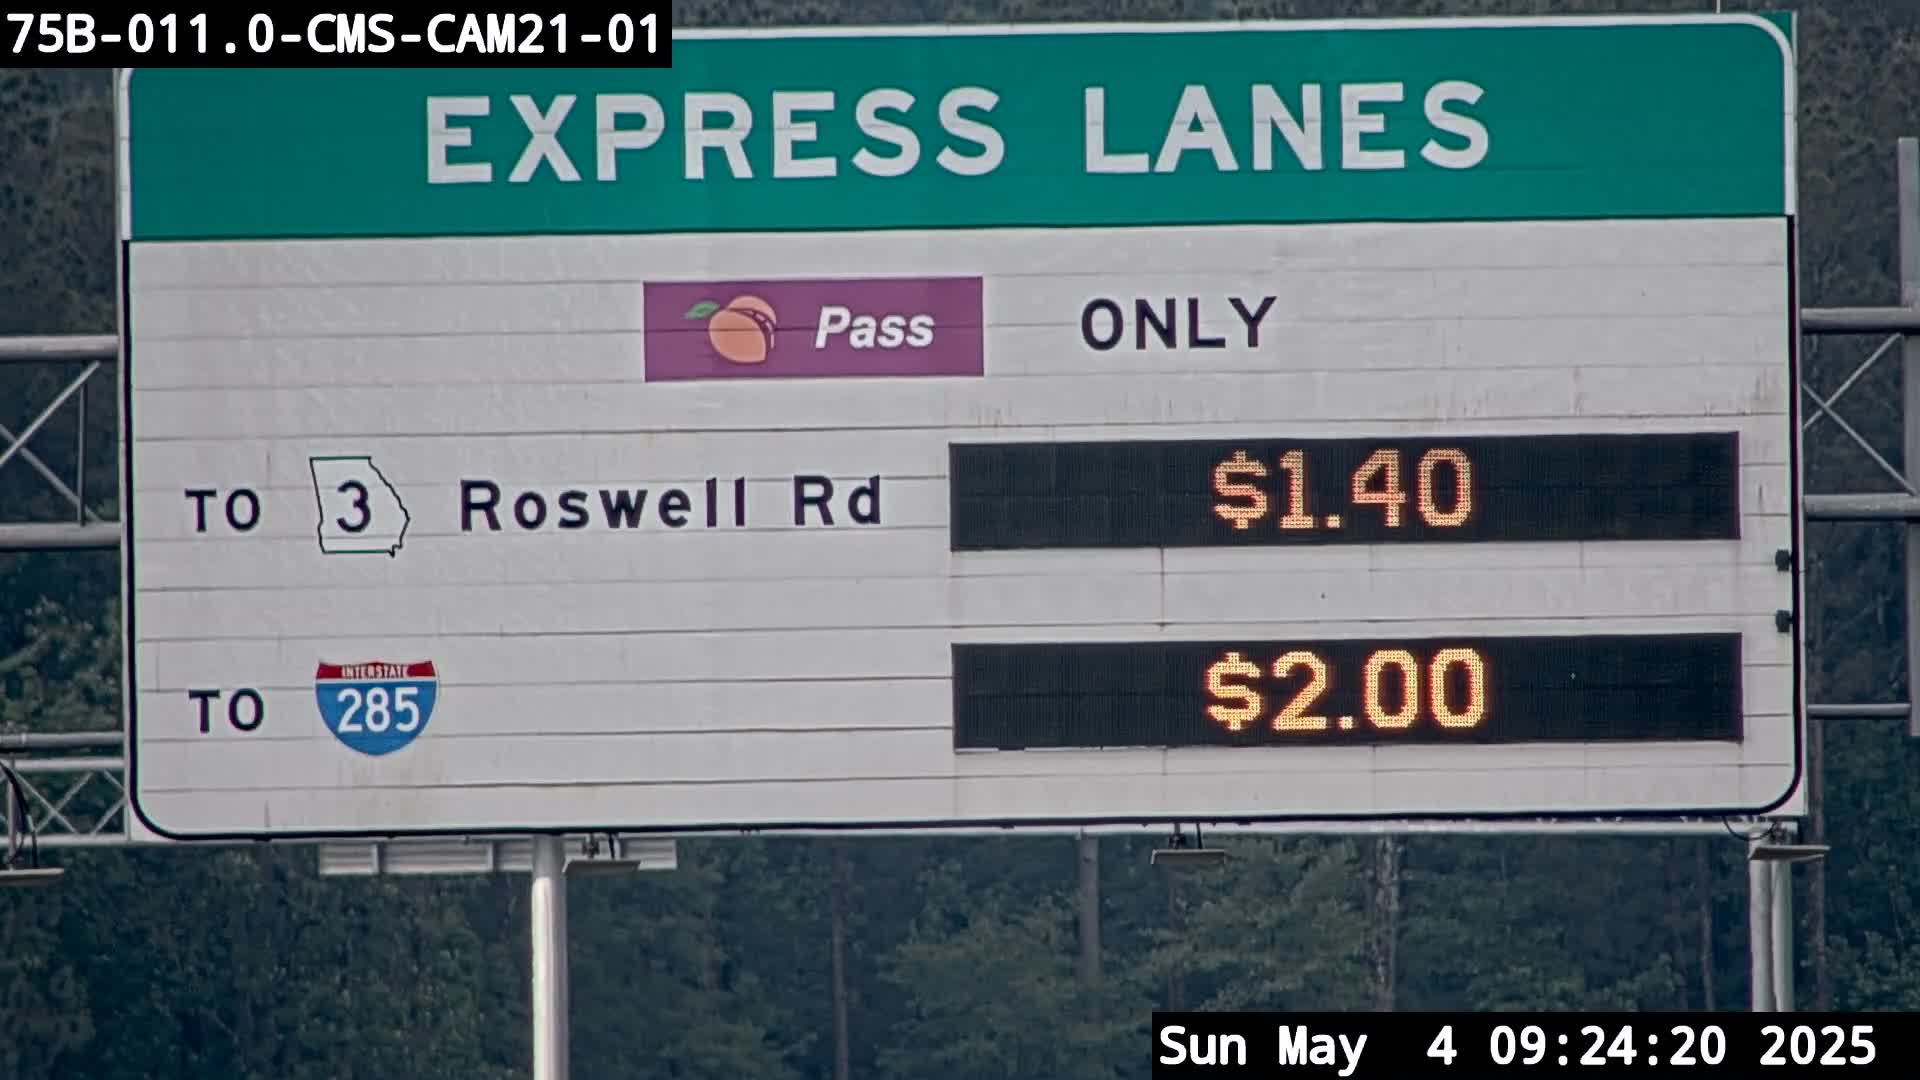 75B-011.0-CMS-CAM21-01
EXPRESS LANES
Pass ONLY
TO 3 Roswell Rd $1.40
INTERSTATE
TO 285 $2.00
Sun May 4 09:24:20 2025